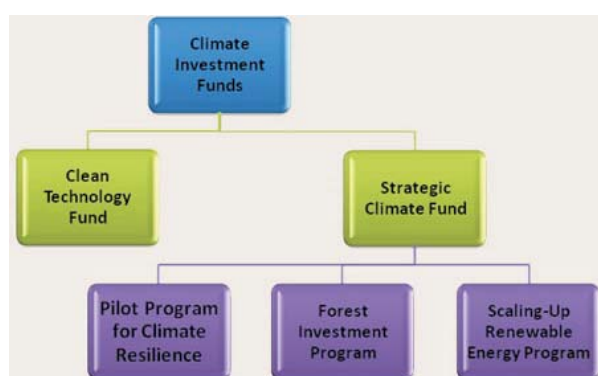 Climate
Investment
Funds
Clean
Technology
Fund
Strategic
Climate Fund
Pilot Program
for Climate
Resilience
Forest
Investment
Program
Scaling-Up
Renewable
Energy Program